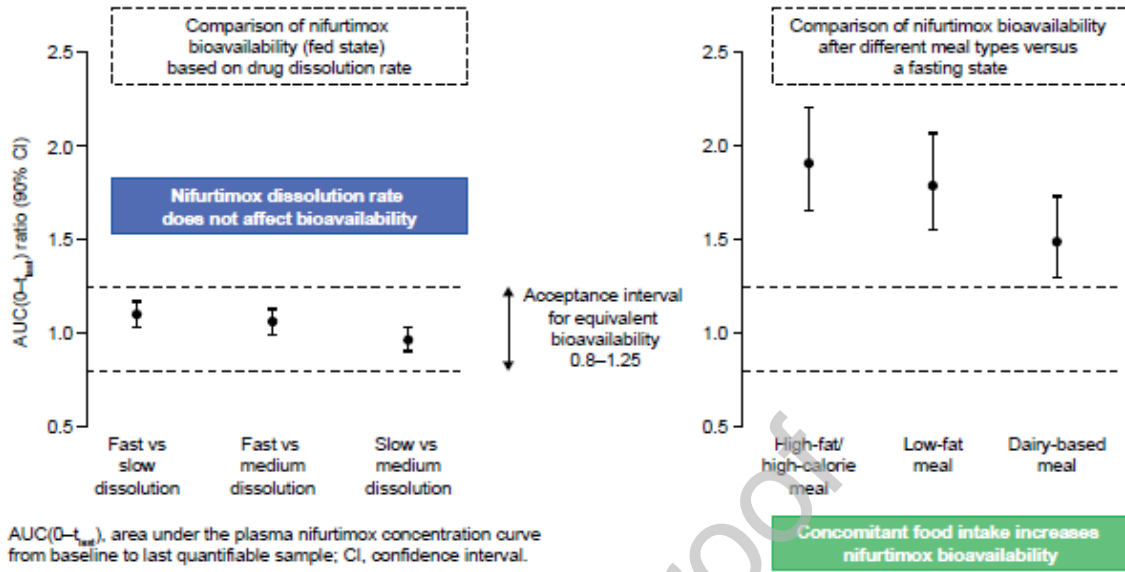 Comparison of nifurtimox
bioavailability (fed state)
based on drug dissolution rate
AUC(0–tlast) ratio (90% CI)
2.5
2.0
1.5
1.0
0.5
Nifurtimox dissolution rate
does not affect bioavailability
Fast vs
slow
dissolution
Fast vs
medium
dissolution
Slow vs
medium
dissolution
Acceptance interval
for equivalent
bioavailability
0.8–1.25
Comparison of nifurtimox bioavailability
after different meal types versus
a fasting state
2.5
2.0
1.5
1.0
0.5
High-fat/
high-calorie
meal
Low-fat
meal
Dairy-based
meal
AUC(0–tlast), area under the plasma nifurtimox concentration curve
from baseline to last quantifiable sample; CI, confidence interval.
Concomitant food intake increases
nifurtimox bioavailability
roof